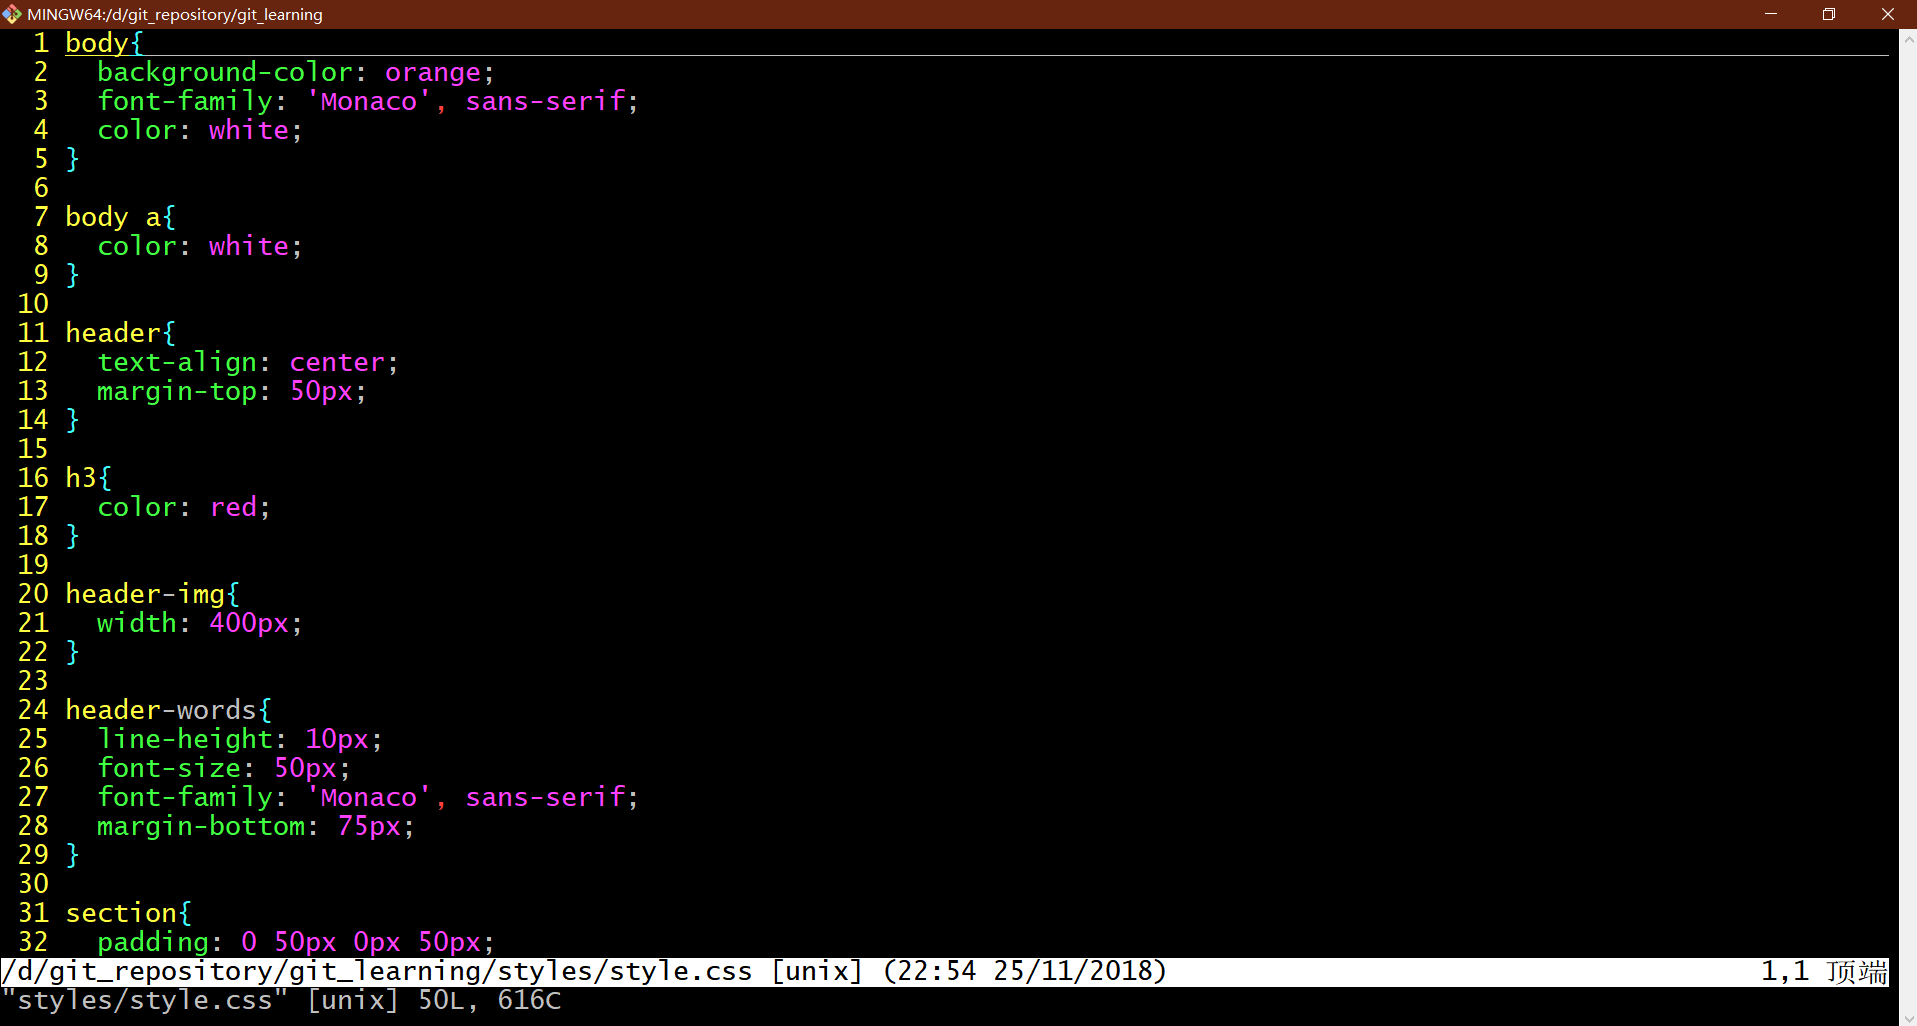 MINGW64:/d/git_repository/git_learning
1 body{
2   background-color: orange;
3   font-family: 'Monaco', sans-serif;
4   color: white;
5 }
6
7 body a{
8   color: white;
9 }
10
11 header{
12   text-align: center;
13   margin-top: 50px;
14 }
15
16 h3{
17   color: red;
18 }
19
20 header-img{
21   width: 400px;
22 }
23
24 header-words{
25   line-height: 10px;
26   font-size: 50px;
27   font-family: 'Monaco', sans-serif;
28   margin-bottom: 75px;
29 }
30
31 section{
32   padding: 0 50px 0px 50px;
/d/git_repository/git_learning/styles/style.css [unix] (22:54 25/11/2018) 1,1 顶端
"styles/style.css" [unix] 50L, 616C